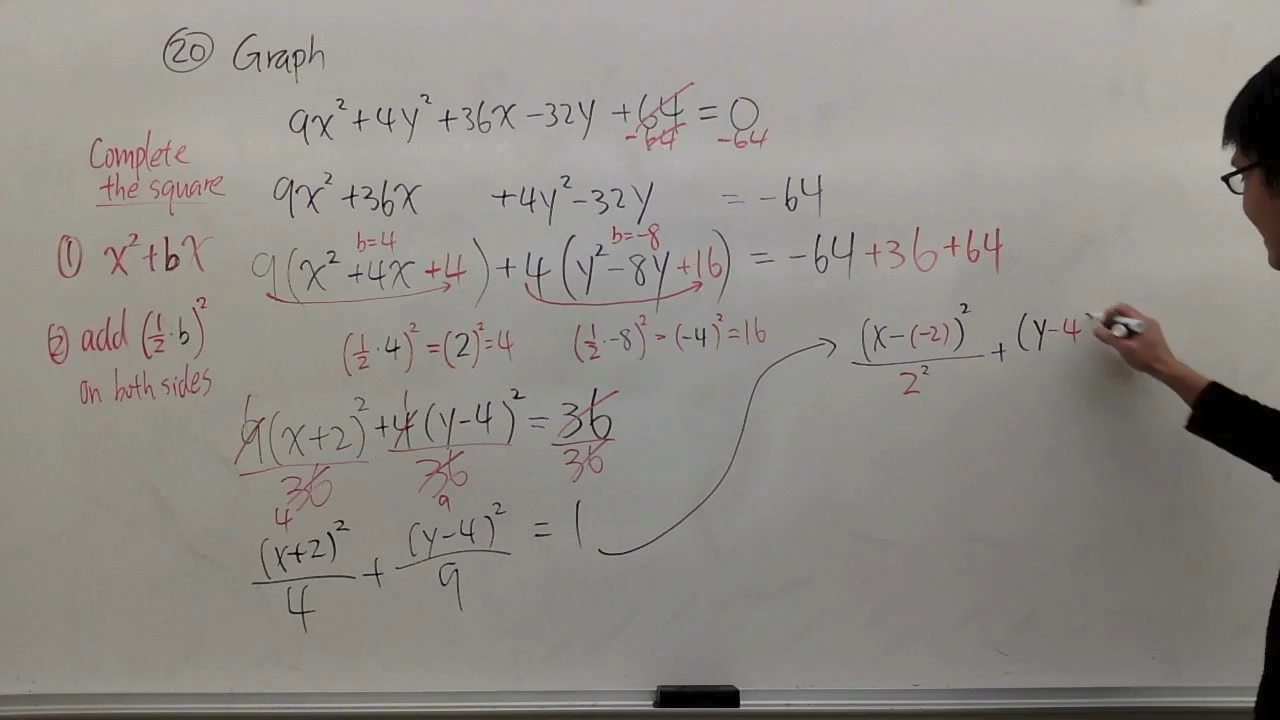 ⑳ Graph
9x² + 4y² + 36x - 32y + 64 = 0
-64 -64
Complete
the square
9x² + 36x + 4y² - 32y = -64
① x² + bx
b=4 b=-8
9(x² + 4x + 4) + 4(y² - 8y + 16) = -64 + 36 + 64
② add (1/2 · b)²
on both sides
(1/2 · 4)² = (2)² = 4 (1/2 · -8)² = (-4)² = 16
9(x+2)²/36 + 4(y-4)²/36 = 36/36
1 1
4 9
(x+2)²/4 + (y-4)²/9 = 1
(x-(-2))²/2² + (y-4